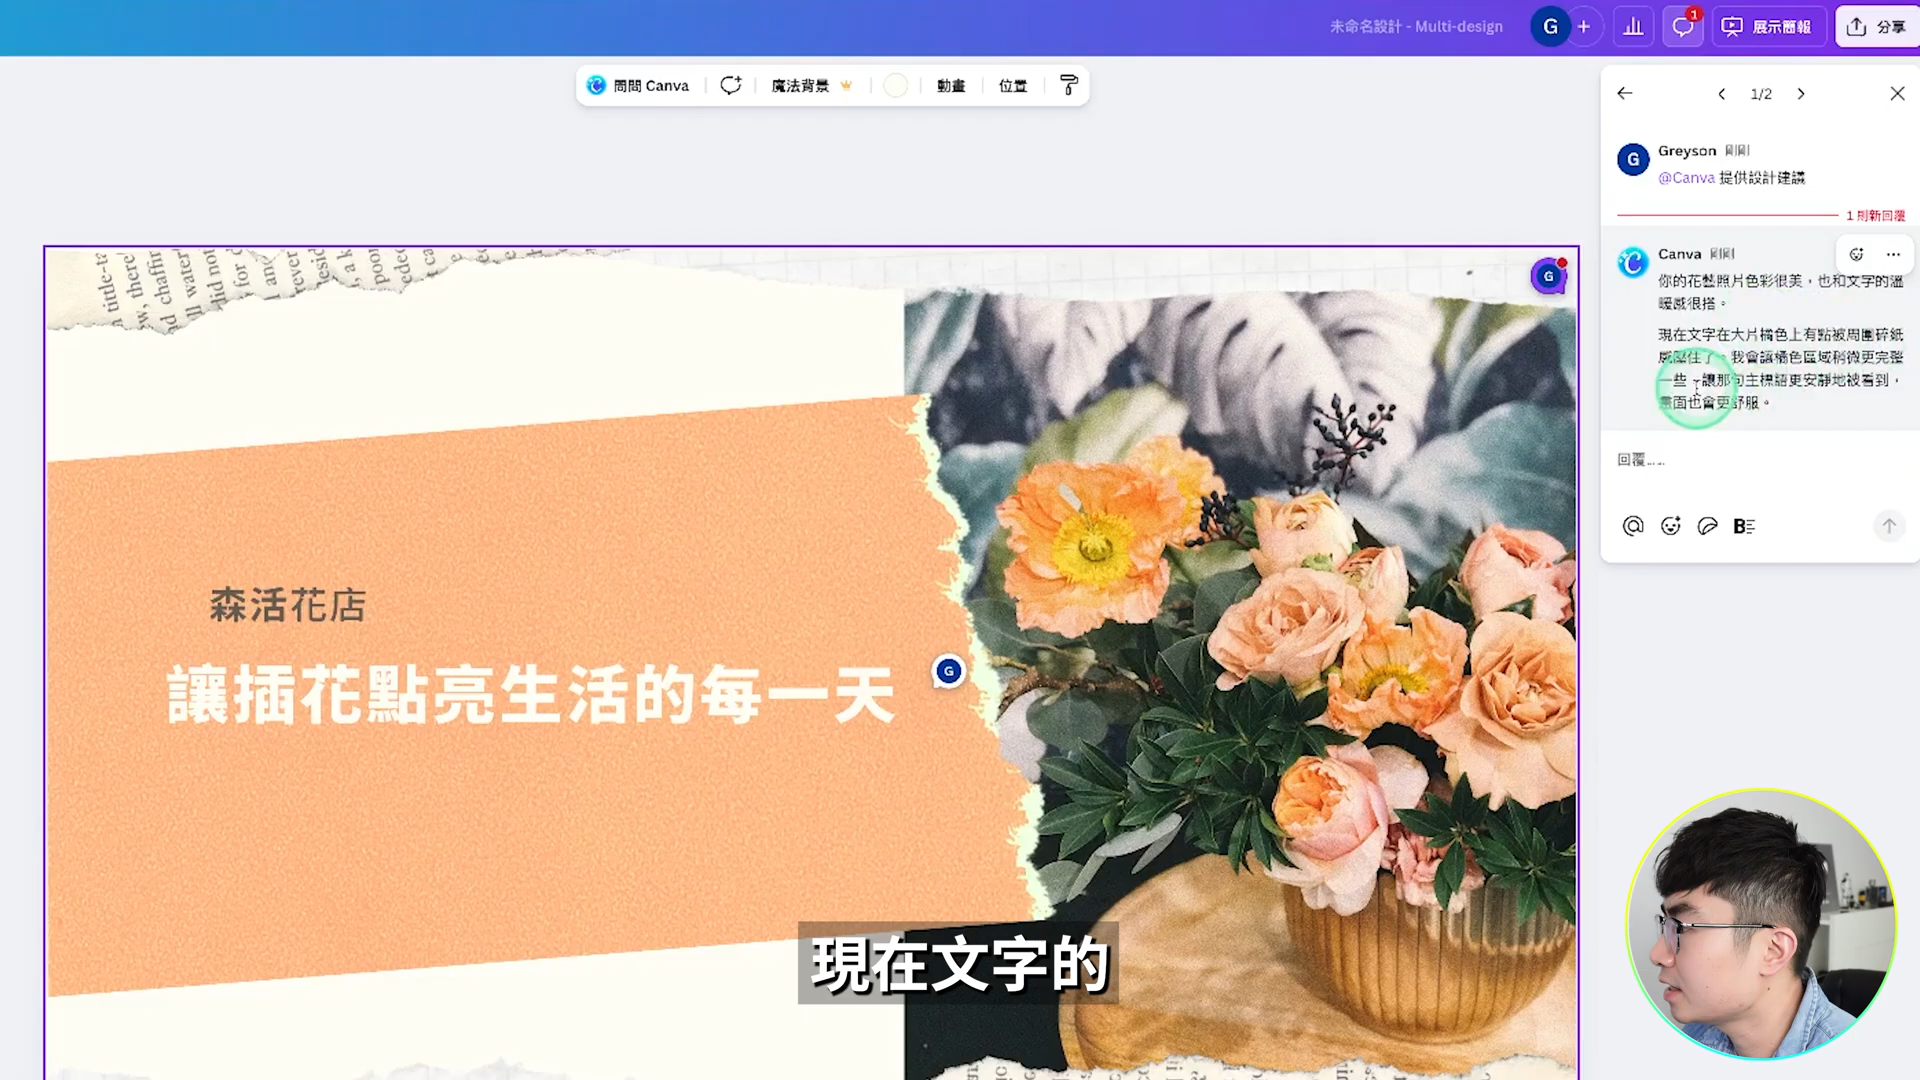 未命名設計 - Multi-design
G
1
展示簡報
分享
問問 Canva
魔法背景
動畫
位置
1/2
G
Greyson 剛剛
@Canva 提供設計建議
1 則新回覆
Canva 剛剛
你的花藝照片色彩很美，也和文字的溫
暖感很搭。
現在文字在大片橘色上有點被周圍碎紙
感壓住了。我會讓橘色區域稍微更完整
一些，讓那句主標語更安靜地被看到，
畫面也會更舒服。
回覆......
G
森活花店
讓插花點亮生活的每一天
G
現在文字的